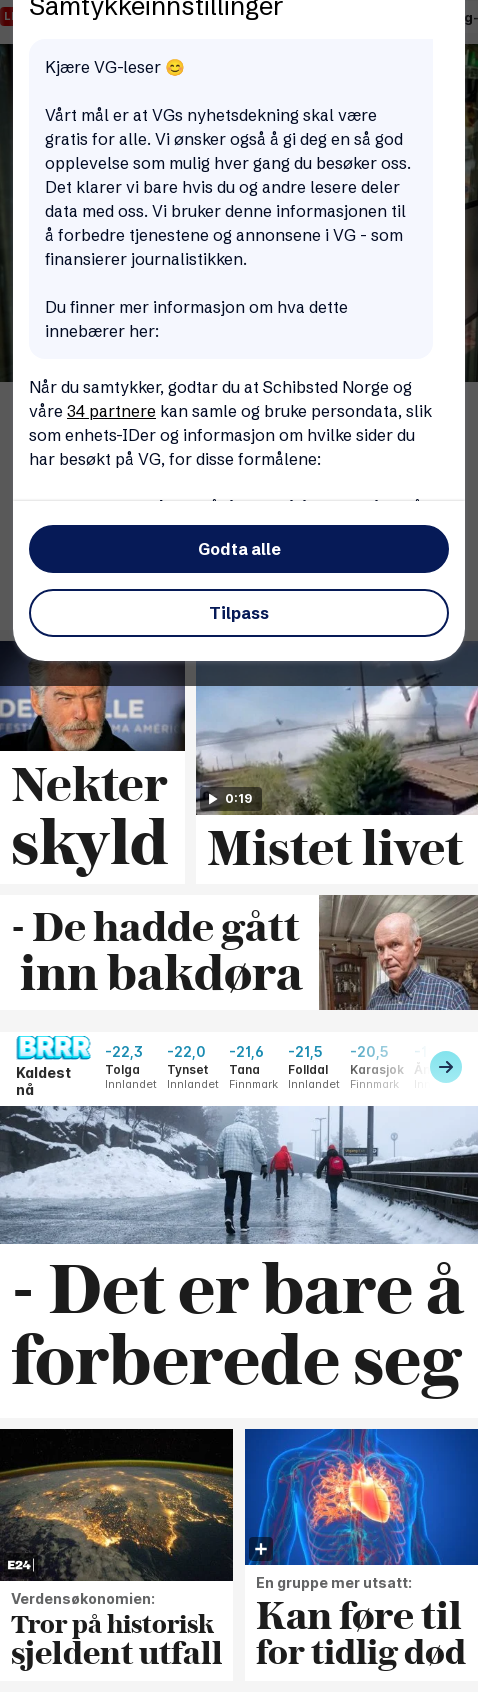 Samtykkeinnstillinger
Kjære VG-leser 😊
Vårt mål er at VGs nyhetsdekning skal være
gratis for alle. Vi ønsker også å gi deg en så god
opplevelse som mulig hver gang du besøker oss.
Det klarer vi bare hvis du og andre lesere deler
data med oss. Vi bruker denne informasjonen til
å forbedre tjenestene og annonsene i VG - som
finansierer journalistikken.
Du finner mer informasjon om hva dette
innebærer her:
Når du samtykker, godtar du at Schibsted Norge og
våre 34 partnere kan samle og bruke persondata, slik
som enhets-IDer og informasjon om hvilke sider du
har besøkt på VG, for disse formålene:
Godta alle
Tilpass
0:19
Nekter
skyld
Mistet livet
- De hadde gått
inn bakdøra
BRRR
Kaldest
nå
-22,3 -22,0 -21,6 -21,5 -20,5
Tolga Tynset Tana Folldal Karasjok
Innlandet Innlandet Finnmark Innlandet Finnmark
- Det er bare å
forberede seg
E24
Verdensøkonomien:
Tror på historisk
sjeldent utfall
+
En gruppe mer utsatt:
Kan føre til
for tidlig død